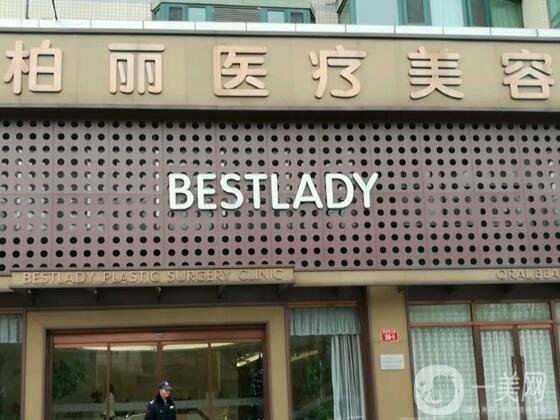 柏丽医疗美容
BESTLADY
BESTLADY PLASTIC SURGERY CLINIC
ORAL BEA
一美网